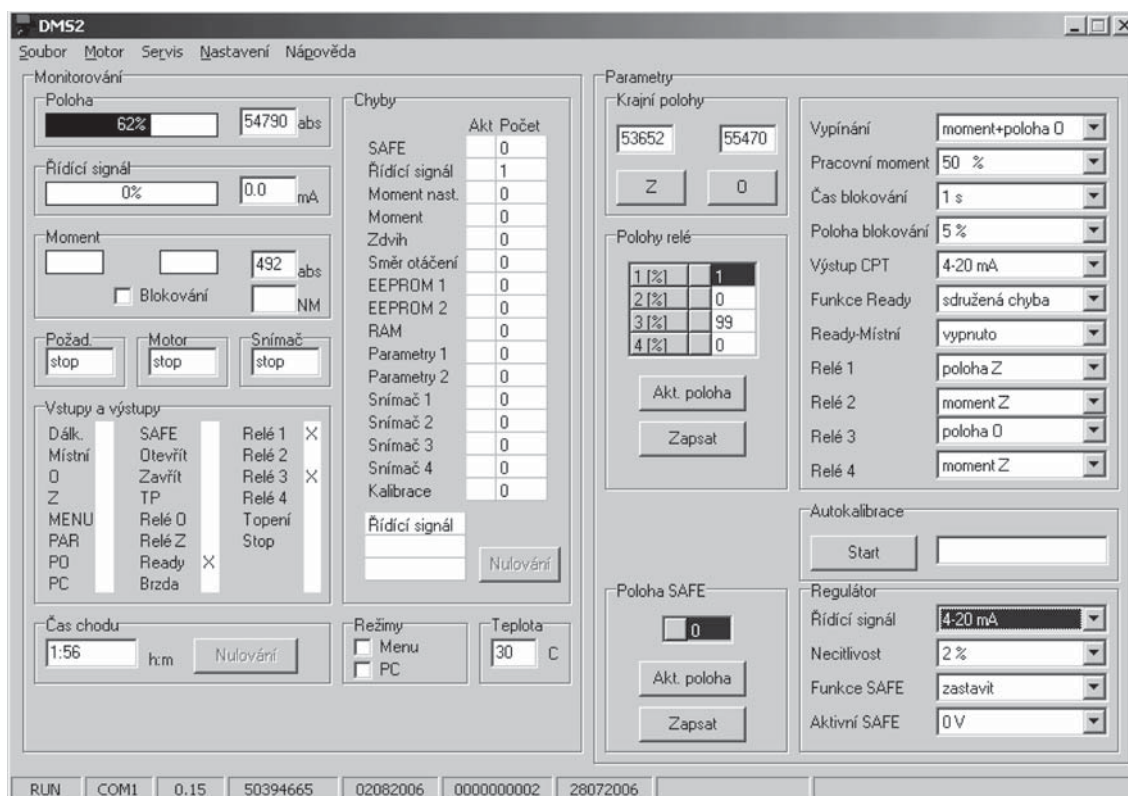 DMS2
Soubor Motor Servis Nastavení Nápověda
Monitorování
Poloha
62% 54790 abs
Řídící signál
0% 0.0 mA
Moment
492 abs
Blokování NM
Požad. Motor Snímač
stop stop stop
Vstupy a výstupy
Dálk. SAFE Relé 1 X
Místní Otevřít Relé 2
O Zavřít Relé 3 X
Z TP Relé 4
MENU Relé O Topení
PAR Relé Z Stop
PO Ready X
PC Brzda
Čas chodu
1:56 h:m Nulování
Chyby
Akt Počet
SAFE 0
Řídící signál 1
Moment nast. 0
Moment 0
Zdvih 0
Směr otáčení 0
EEPROM 1 0
EEPROM 2 0
RAM 0
Parametry 1 0
Parametry 2 0
Snímač 1 0
Snímač 2 0
Snímač 3 0
Snímač 4 0
Kalibrace 0
Řídící signál
Nulování
Režimy
Menu
PC
Teplota
30 C
Parametry
Krajní polohy
53652 55470
Z O
Polohy relé
1 [%] 1
2 [%] 0
3 [%] 99
4 [%] 0
Akt. poloha
Zapsat
Poloha SAFE
0
Akt. poloha
Zapsat
Vypínání moment+poloha O
Pracovní moment 50 %
Čas blokování 1 s
Poloha blokování 5 %
Výstup CPT 4-20 mA
Funkce Ready sdružená chyba
Ready-Místní vypnuto
Relé 1 poloha Z
Relé 2 moment Z
Relé 3 poloha O
Relé 4 moment Z
Autokalibrace
Start
Regulátor
Řídící signál 4-20 mA
Necitlivost 2 %
Funkce SAFE zastavit
Aktivní SAFE 0 V
RUN COM1 0.15 50394665 02082006 0000000002 28072006